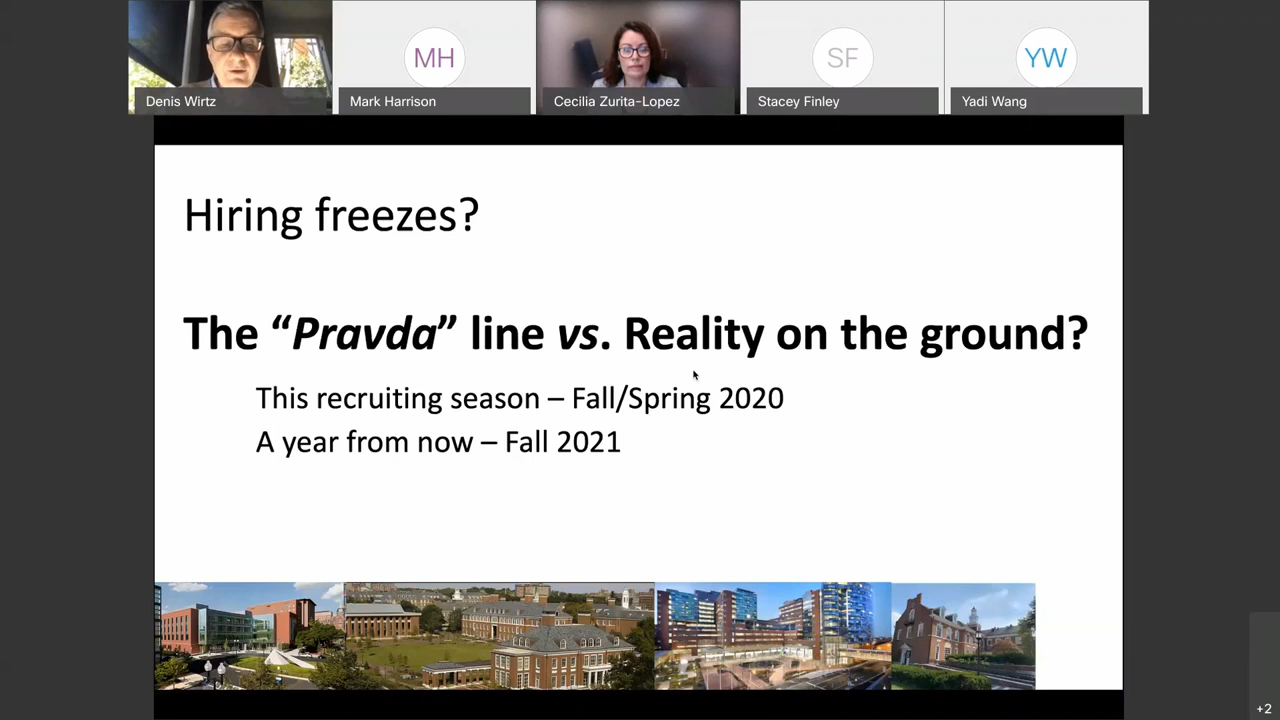 MH
SF
YW
Denis Wirtz
Mark Harrison
Cecilia Zurita-Lopez
Stacey Finley
Yadi Wang
Hiring freezes?
The “Pravda” line vs. Reality on the ground?
This recruiting season – Fall/Spring 2020
A year from now – Fall 2021
+2